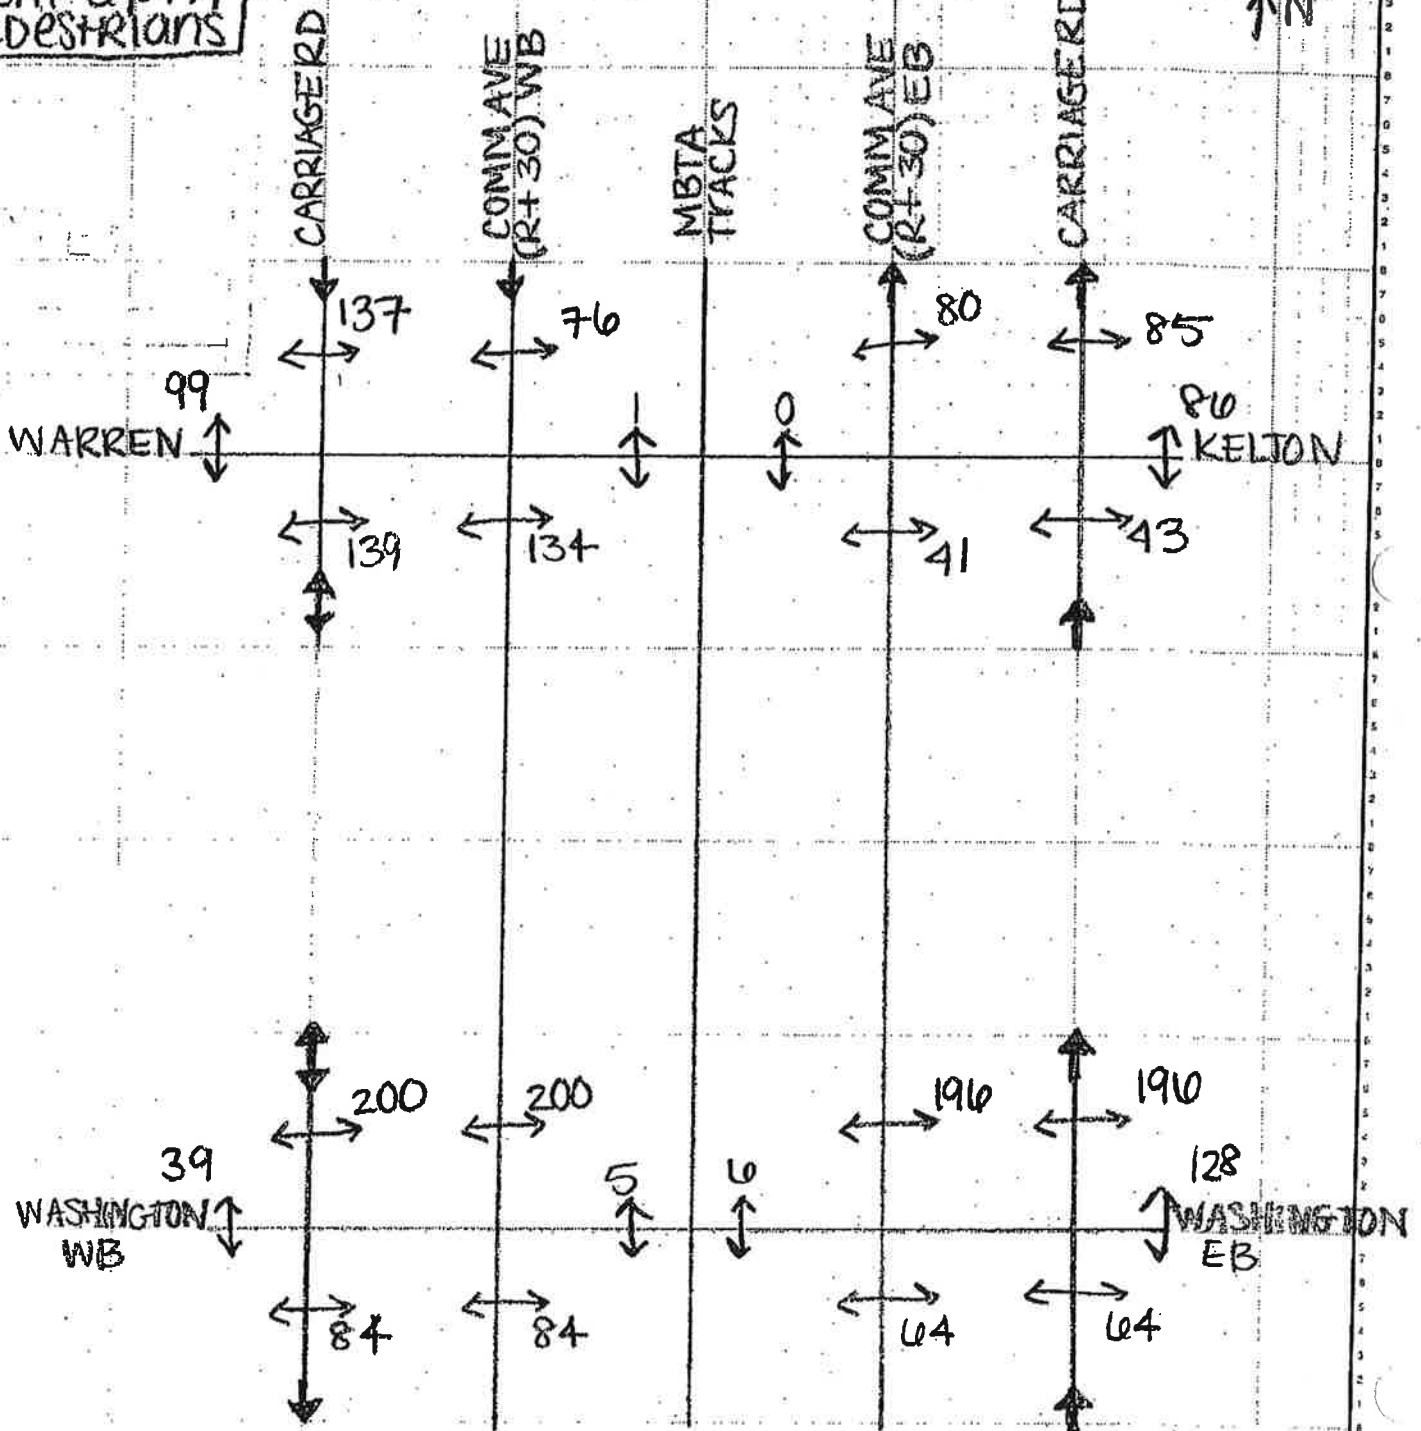 DestRians
N
CARRIAGE RD
COMM AVE
(Rt 30) WB
MBTA
TrACKS
COMM AVE
(Rt 30) EB
CARRIAGE RD
137
76
80
85
99
1
0
86
WARREN
KELTON
139
134
41
43
200
200
196
196
39
5
6
128
WASHINGTON
WB
WASHINGTON
EB
84
84
64
64